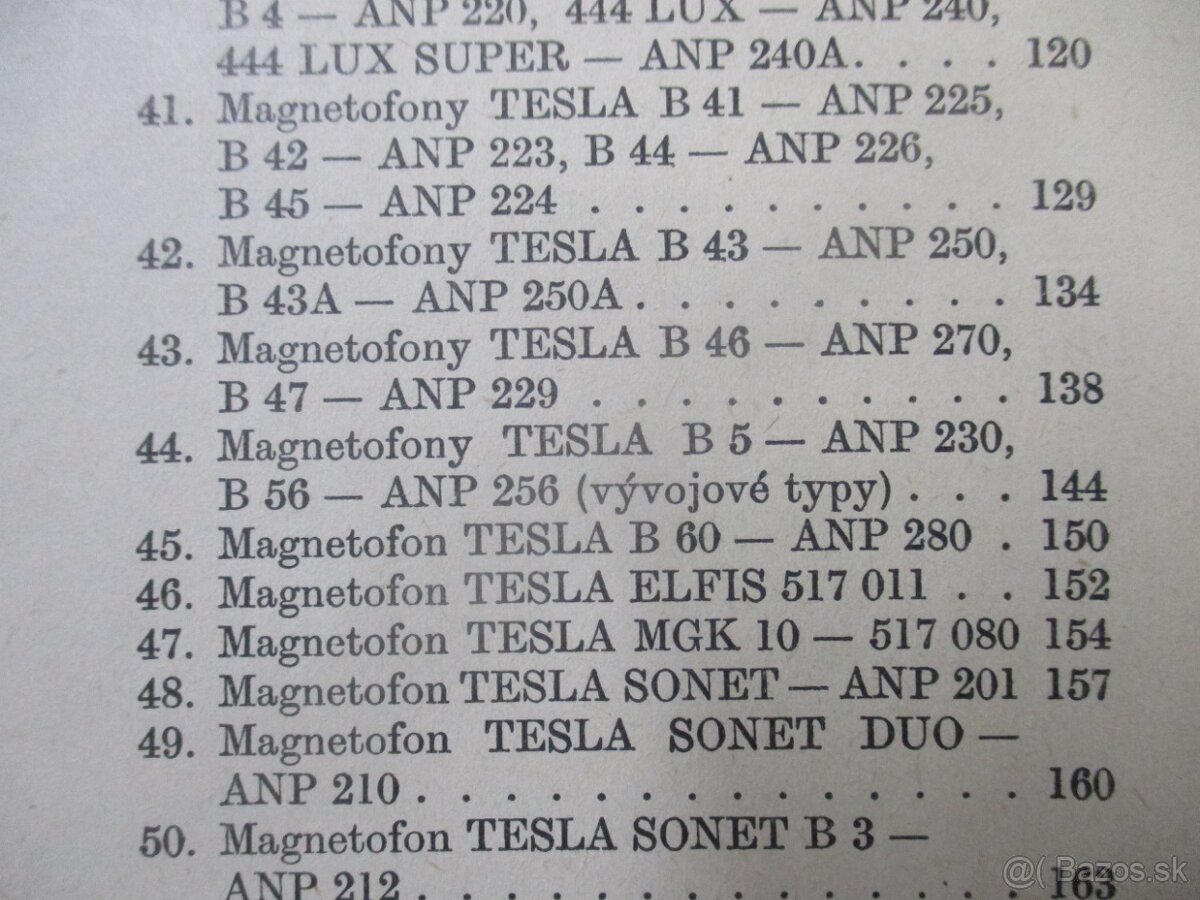 B 4 — ANP 220, 444 LUX — ANP 240,
444 LUX SUPER — ANP 240A. . . . 120
41. Magnetofony TESLA B 41 — ANP 225,
B 42 — ANP 223, B 44 — ANP 226,
B 45 — ANP 224 . . . . . . . . . . 129
42. Magnetofony TESLA B 43 — ANP 250,
B 43A — ANP 250A . . . . . . . . . 134
43. Magnetofony TESLA B 46 — ANP 270,
B 47 — ANP 229 . . . . . . . . . . 138
44. Magnetofony TESLA B 5 — ANP 230,
B 56 — ANP 256 (vývojové typy) . . . 144
45. Magnetofon TESLA B 60 — ANP 280 . 150
46. Magnetofon TESLA ELFIS 517 011 . . 152
47. Magnetofon TESLA MGK 10 — 517 080 154
48. Magnetofon TESLA SONET — ANP 201 157
49. Magnetofon TESLA SONET DUO —
ANP 210 . . . . . . . . . . . . . . 160
50. Magnetofon TESLA SONET B 3 —
ANP 212 . . . . . . . . . . . . . . 163
@( Bazos.sk